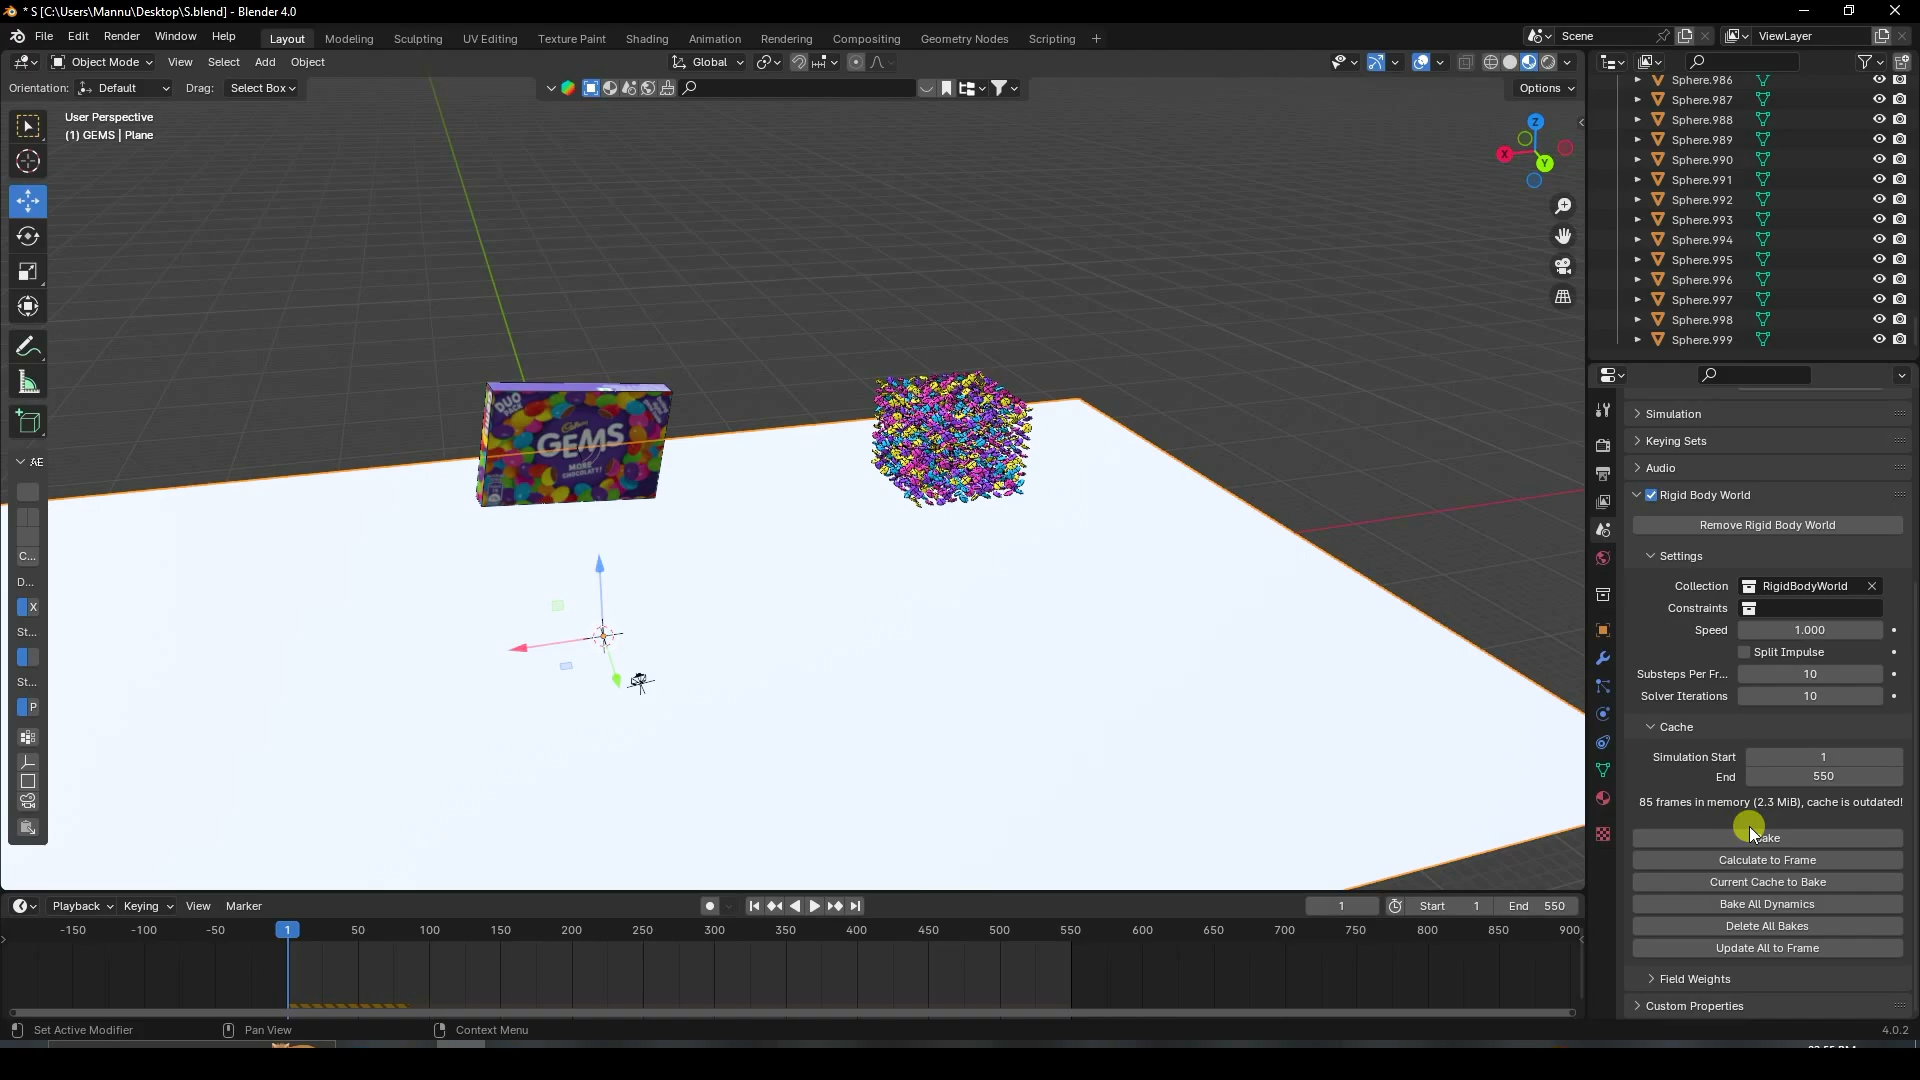 * S [C:\Users\Mannu\Desktop\S.blend] - Blender 4.0
File Edit Render Window Help
Layout Modeling Sculpting UV Editing Texture Paint Shading Animation Rendering Compositing Geometry Nodes Scripting +
Scene
ViewLayer
Object Mode View Select Add Object
Global
Orientation: Default Drag: Select Box
Options
User Perspective
(1) GEMS | Plane
Z
X
Y
Sphere.986
Sphere.987
Sphere.988
Sphere.989
Sphere.990
Sphere.991
Sphere.992
Sphere.993
Sphere.994
Sphere.995
Sphere.996
Sphere.997
Sphere.998
Sphere.999
DUO
PACK
Cadbury
GEMS
MORE
CHOCOLATEY
AE
C...
D...
X
St...
St...
P
Simulation
Keying Sets
Audio
Rigid Body World
Remove Rigid Body World
Settings
Collection RigidBodyWorld
Constraints
Speed 1.000
Split Impulse
Substeps Per Fr... 10
Solver Iterations 10
Cache
Simulation Start 1
End 550
85 frames in memory (2.3 MiB), cache is outdated!
ake
Calculate to Frame
Current Cache to Bake
Bake All Dynamics
Delete All Bakes
Update All to Frame
Field Weights
Custom Properties
Playback Keying View Marker
1
Start 1 End 550
-150 -100 -50 1 50 100 150 200 250 300 350 400 450 500 550 600 650 700 750 800 850 900
Set Active Modifier Pan View Context Menu
4.0.2